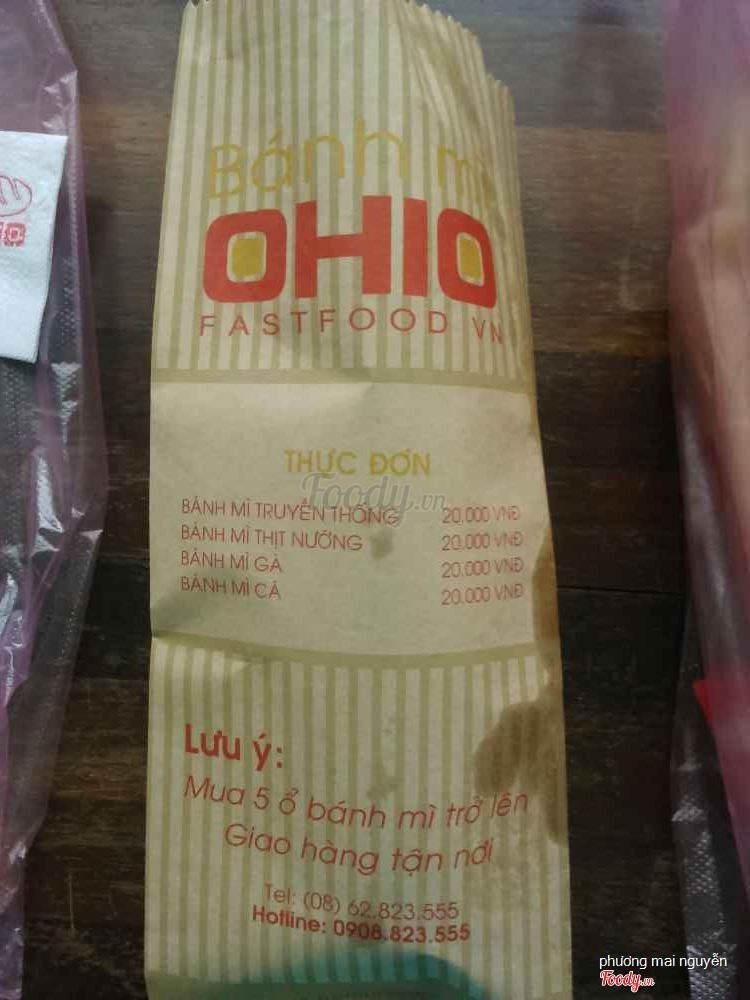 Bánh mì
OHIO
FASTFOOD VN
THỰC ĐƠN
Foody.vn
BÁNH MÌ TRUYỀN THỐNG 20.000 VNĐ
BÁNH MÌ THỊT NƯỚNG 20.000 VNĐ
BÁNH MÌ GÀ 20.000 VNĐ
BÁNH MÌ CÁ 20.000 VNĐ
Lưu ý:
Mua 5 ổ bánh mì trở lên
Giao hàng tận nơi
Tel: (08) 62.823.555
Hotline: 0908.823.555
phương mai nguyễn
Foody.vn